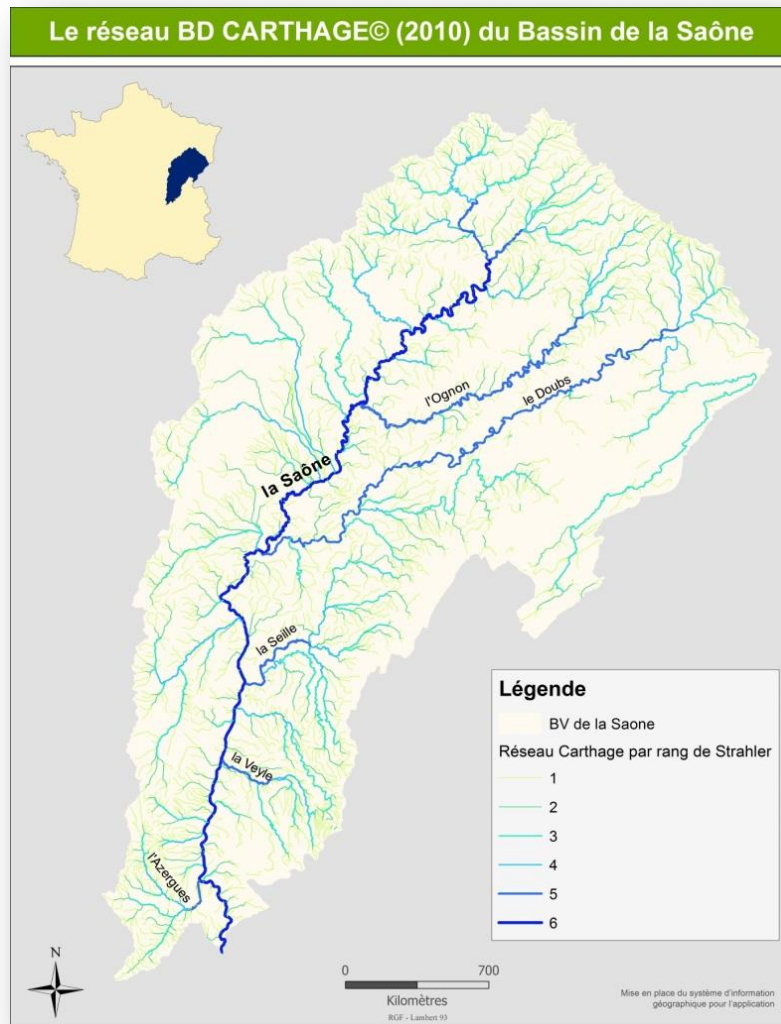 Le réseau BD CARTHAGE© (2010) du Bassin de la Saône
l'Ognon
le Doubs
la Saône
la Seille
la Veyle
l'Azergues
Légende
BV de la Saone
Réseau Carthage par rang de Strahler
1
2
3
4
5
6
N
0 700
Kilomètres
RGF - Lambert 93
Mise en place du système d'information
géographique pour l'application